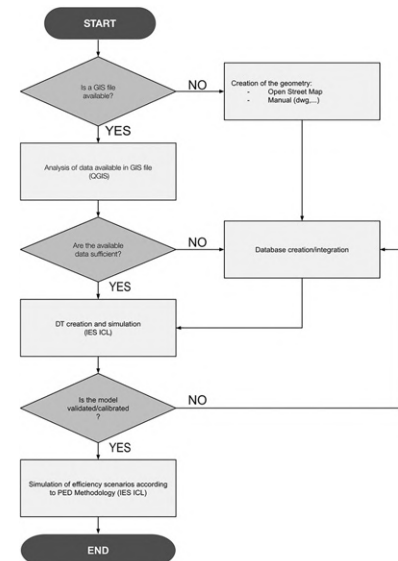 START
Is a GIS file
available?
NO
Creation of the geometry:
- Open Street Map
- Manual (dwg,...)
YES
Analysis of data available in GIS file
(QGIS)
Are the available
data sufficient?
NO
Database creation/integration
YES
DT creation and simulation
(IES ICL)
Is the model
validated/calibrated
?
NO
YES
Simulation of efficiency scenarios according
to PED Methodology (IES ICL)
END